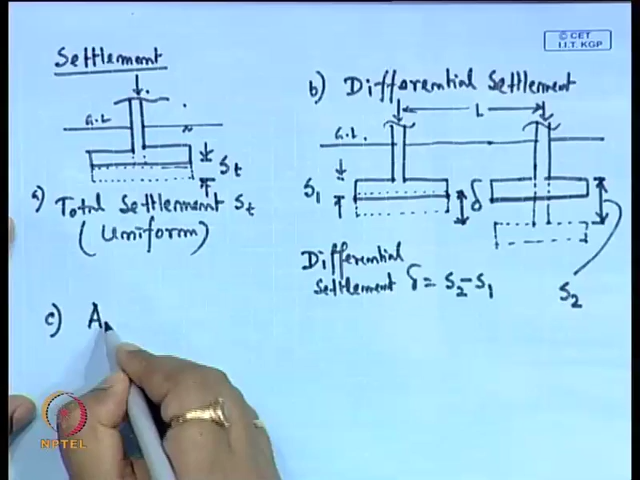 © CET
I.I.T. KGP
Settlement
G.L
St
a) Total Settlement St
(Uniform)
b) Differential Settlement
L
G.L.
S1
δ
S2
Differential
Settlement δ = S2-S1
c) A
NPTEL